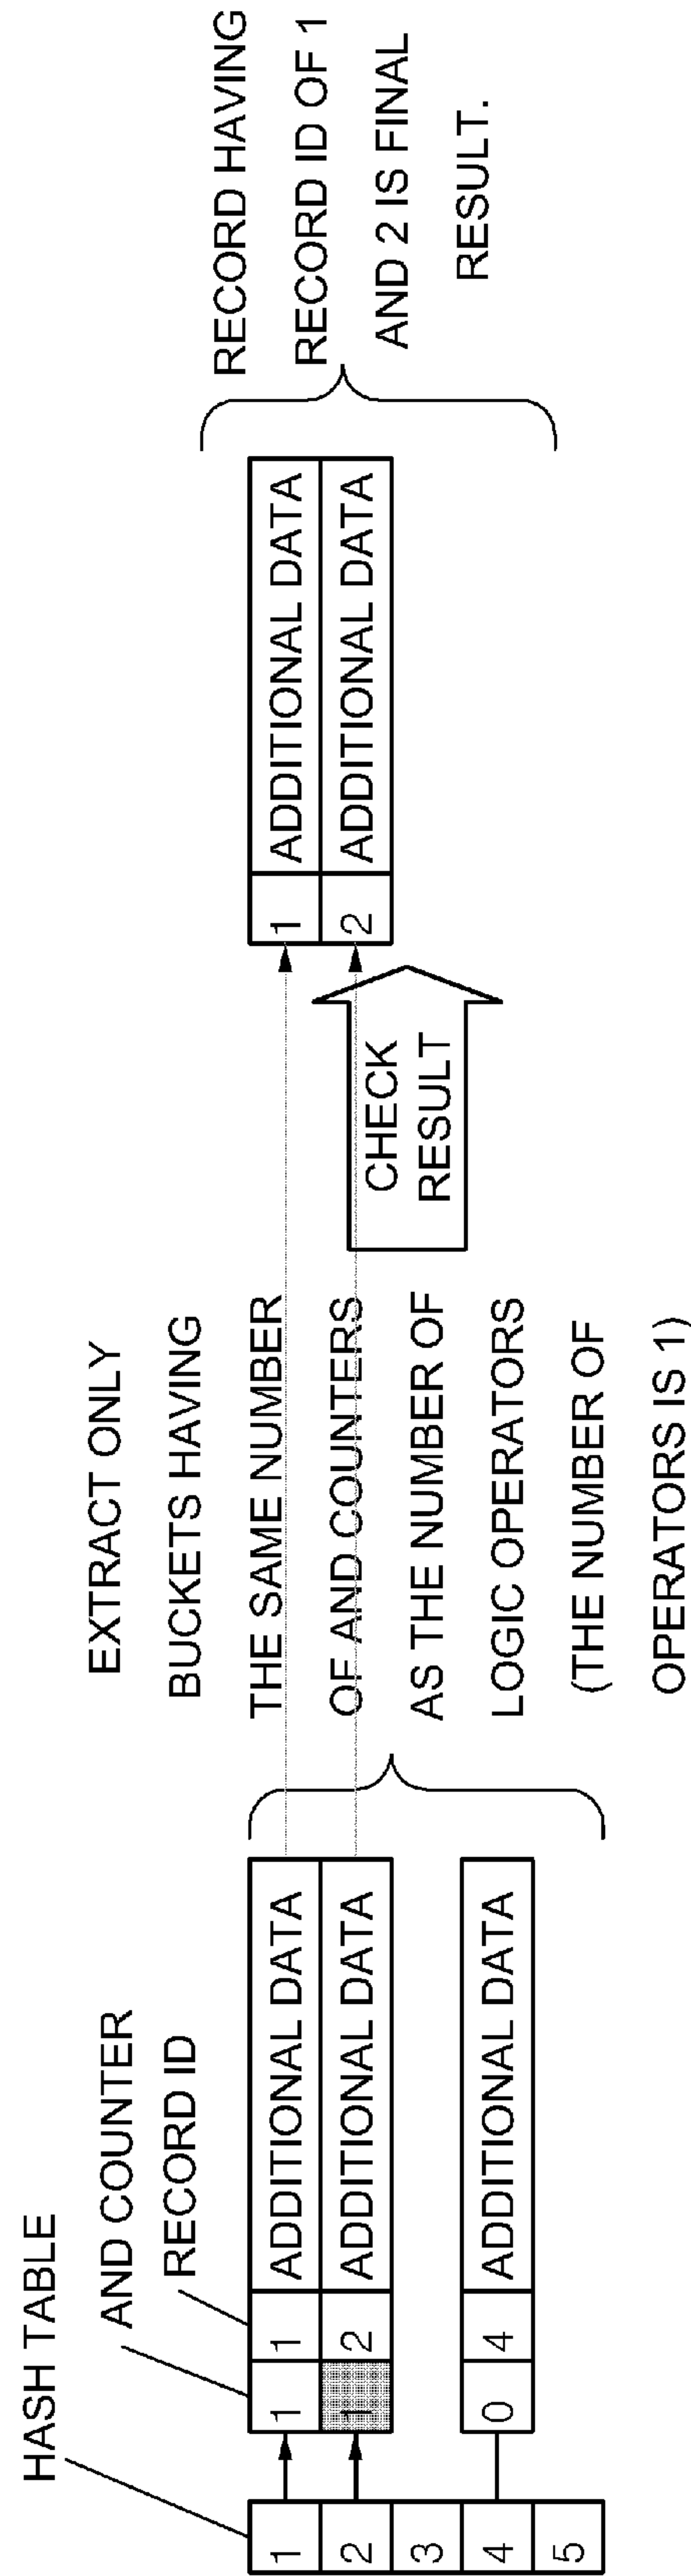 HASH TABLE
AND COUNTER
RECORD ID
1
2
3
4
5
1 1 ADDITIONAL DATA
1 2 ADDITIONAL DATA
0 4 ADDITIONAL DATA
EXTRACT ONLY
BUCKETS HAVING
THE SAME NUMBER
OF AND COUNTERS
AS THE NUMBER OF
LOGIC OPERATORS
(THE NUMBER OF
OPERATORS IS 1)
CHECK
RESULT
1 ADDITIONAL DATA
2 ADDITIONAL DATA
RECORD HAVING
RECORD ID OF 1
AND 2 IS FINAL
RESULT.